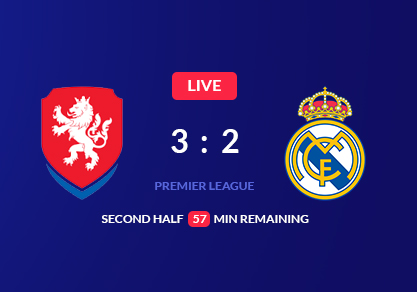 LIVE
3 : 2
PREMIER LEAGUE
SECOND HALF 57 MIN REMAINING